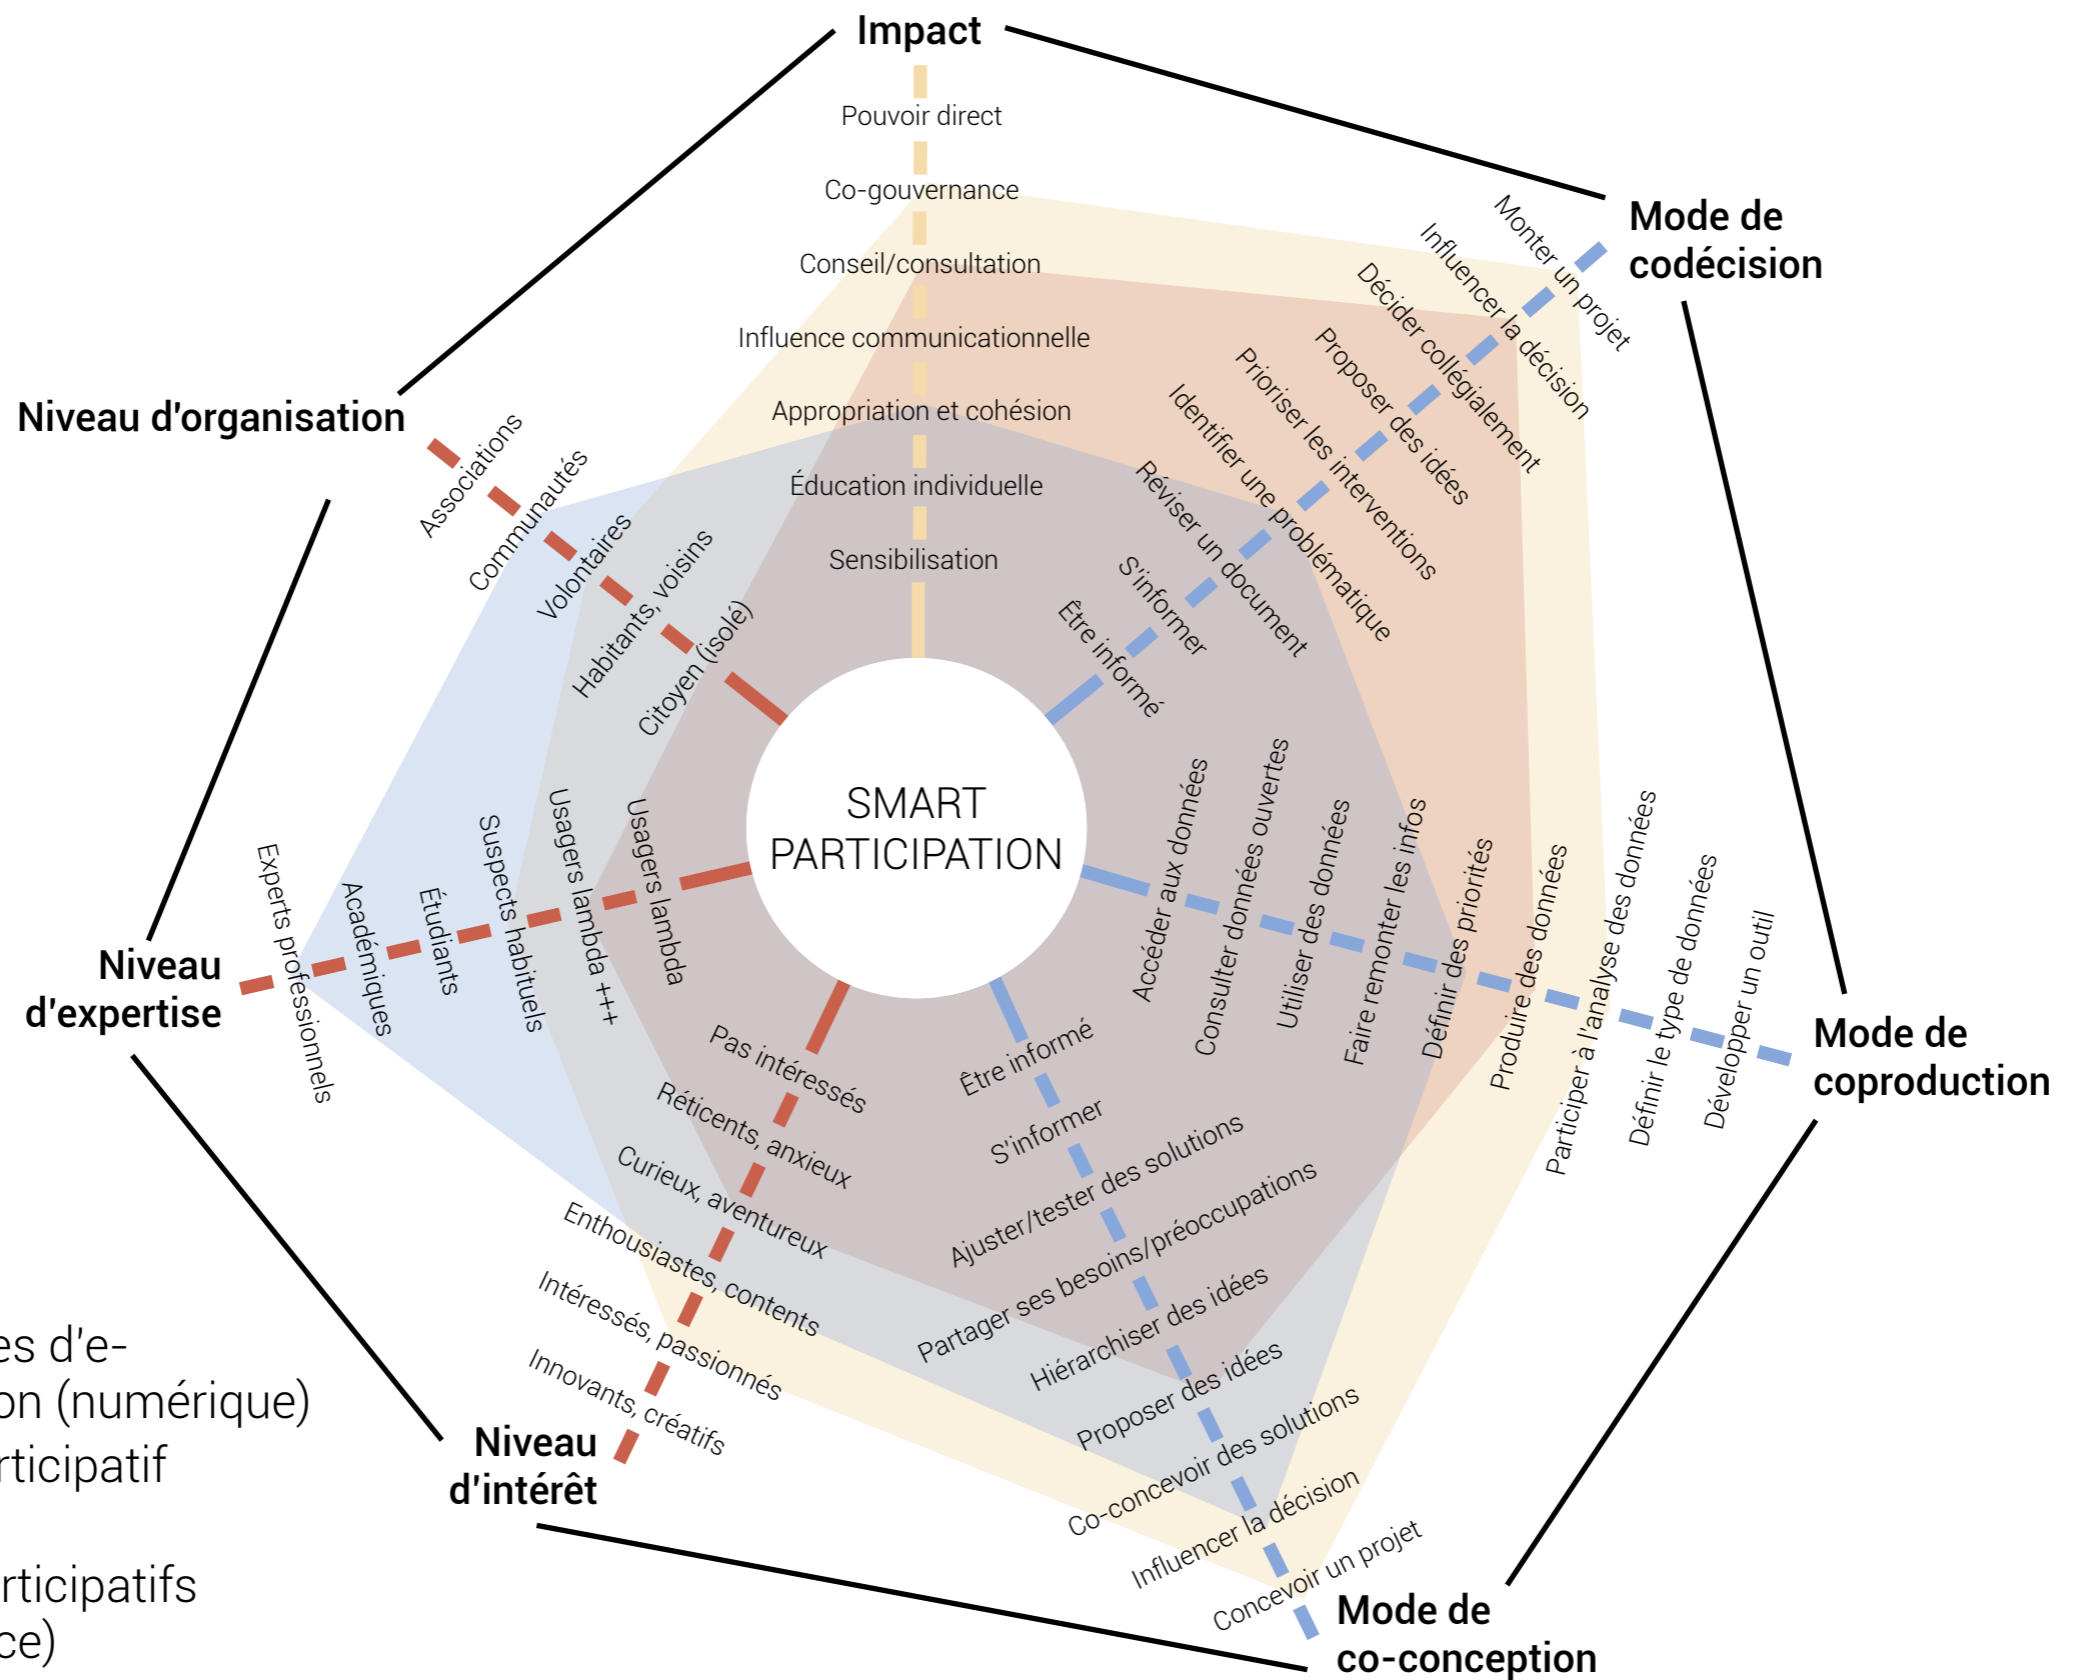 Impact
Pouvoir direct
Co-gouvernance
Conseil/consultation
Influence communicationnelle
Appropriation et cohésion
Éducation individuelle
Sensibilisation
Mode de
codécision
Monter un projet
Influencer la décision
Décider collégialement
Proposer des idées
Prioriser les interventions
Identifier une problématique
Réviser un document
S'informer
Être informé
Niveau d'organisation
Associations
Communautés
Volontaires
Habitants, voisins
Citoyen (isolé)
SMART
PARTICIPATION
Accéder aux données
Consulter données ouvertes
Utiliser des données
Faire remonter les infos
Définir des priorités
Produire des données
Participer à l'analyse des données
Définir le type de données
Développer un outil
Mode de
coproduction
Niveau
d'expertise
Experts professionnels
Académiques
Étudiants
Suspects habituels
Usagers lambda +++
Usagers lambda
Pas intéressés
Réticents, anxieux
Curieux, aventureux
Enthousiastes, contents
Intéressés, passionnés
Innovants, créatifs
Niveau
d'intérêt
Être informé
S'informer
Ajuster/tester des solutions
Partager ses besoins/préoccupations
Hiérarchiser des idées
Proposer des idées
Co-concevoir des solutions
Influencer la décision
Concevoir un projet
Mode de
co-conception
es d'e-
on (numérique)
rticipatif
rticipatifs
ce)